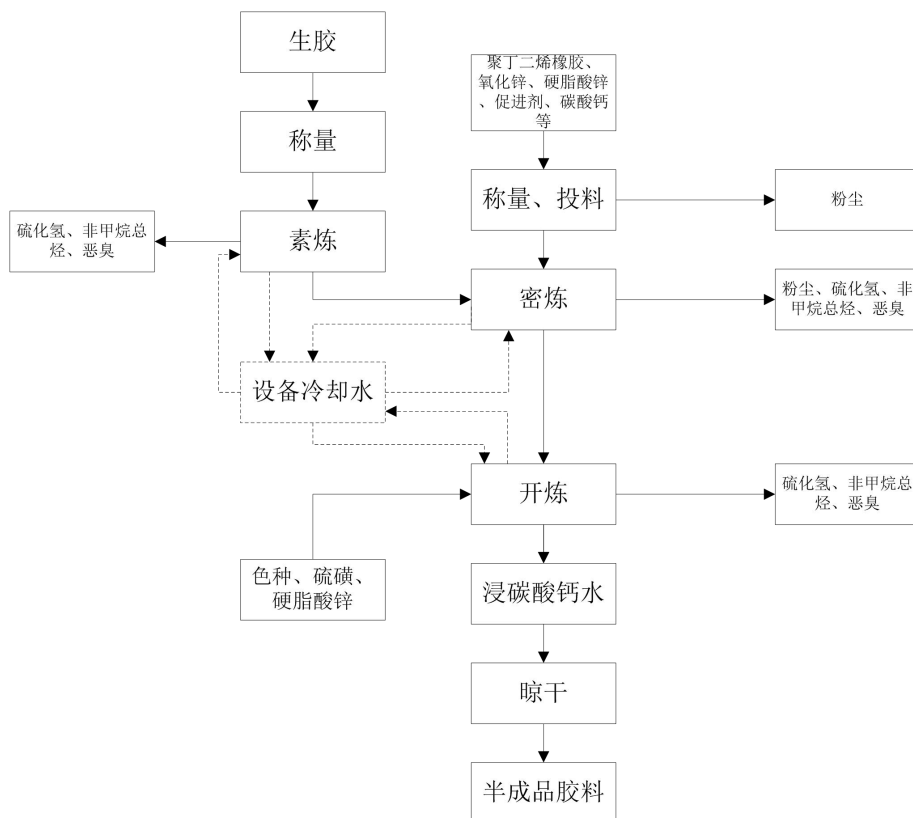 生胶
聚丁二烯橡胶、
氧化锌、硬脂酸锌
、促进剂、碳酸钙
等
称量
称量、投料
粉尘
硫化氢、非甲烷总
烃、恶臭
素炼
密炼
粉尘、硫化氢、非
甲烷总烃、恶臭
设备冷却水
开炼
硫化氢、非甲烷总
烃、恶臭
色种、硫磺、
硬脂酸锌
浸碳酸钙水
晾干
半成品胶料